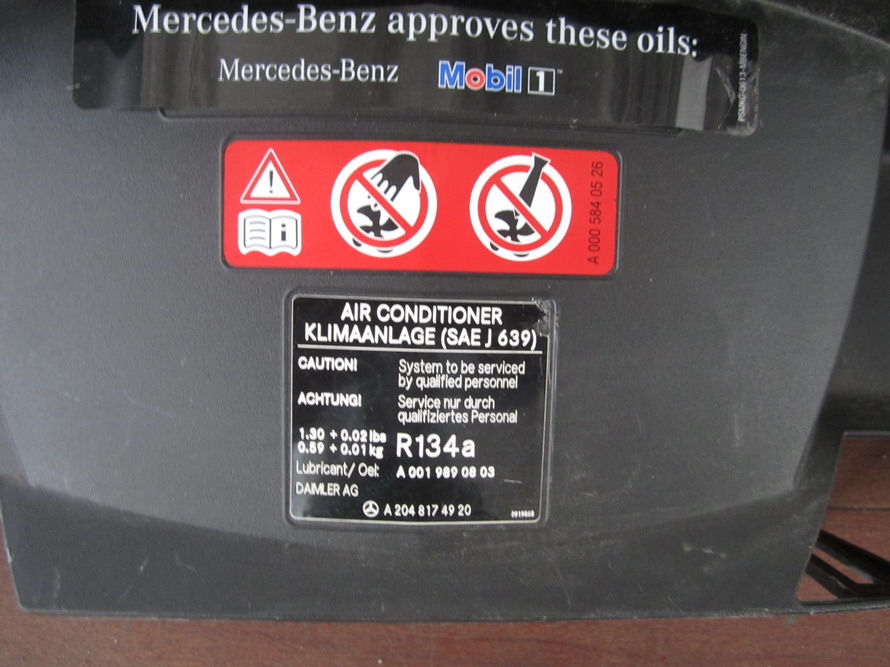 Mercedes-Benz approves these oils:
Mercedes-Benz Mobil 1™
A 000 584 05 26
AIR CONDITIONER
KLIMAANLAGE (SAE J 639)
CAUTION! System to be serviced
by qualified personnel
ACHTUNG! Service nur durch
qualifiziertes Personal
1.30 + 0.02 lbs
0.59 + 0.01 kg R134a
Lubricant/ Oel: A 001 989 08 03
DAIMLER AG
A 204 817 49 20